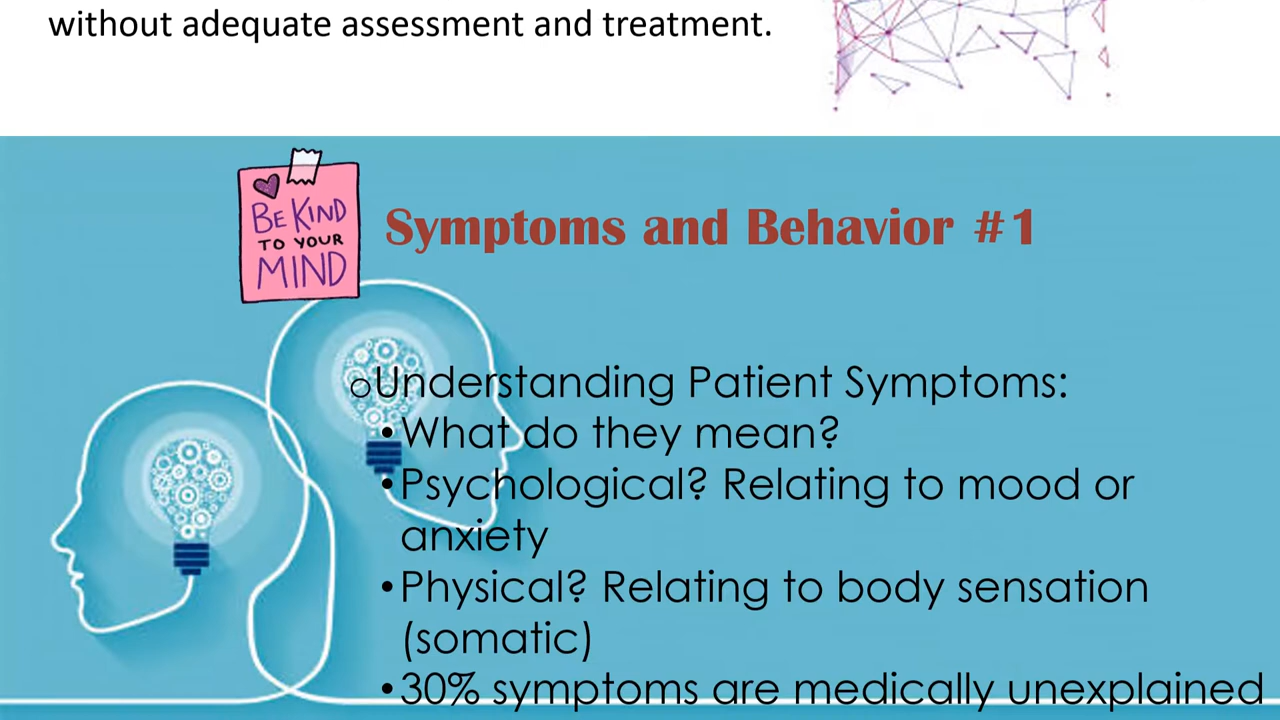 without adequate assessment and treatment.
BE KIND
TO YOUR
MIND
Symptoms and Behavior #1
oUnderstanding Patient Symptoms:
•What do they mean?
•Psychological? Relating to mood or
anxiety
•Physical? Relating to body sensation
(somatic)
•30% symptoms are medically unexplained